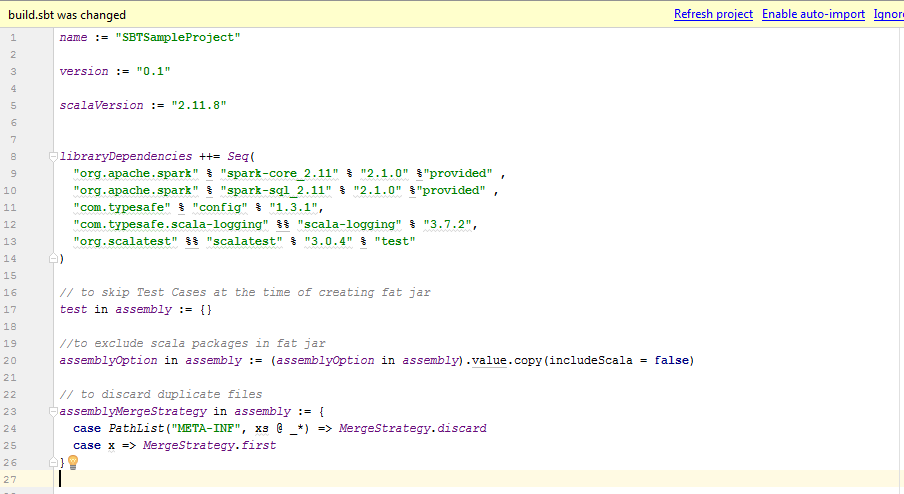 build.sbt was changed Refresh project Enable auto-import Ignor
1 name := "SBTSampleProject"
2
3 version := "0.1"
4
5 scalaVersion := "2.11.8"
6
7
8 libraryDependencies ++= Seq(
9 "org.apache.spark" % "spark-core_2.11" % "2.1.0" %"provided" ,
10 "org.apache.spark" % "spark-sql_2.11" % "2.1.0" %"provided" ,
11 "com.typesafe" % "config" % "1.3.1",
12 "com.typesafe.scala-logging" %% "scala-logging" % "3.7.2",
13 "org.scalatest" %% "scalatest" % "3.0.4" % "test"
14 )
15
16 // to skip Test Cases at the time of creating fat jar
17 test in assembly := {}
18
19 //to exclude scala packages in fat jar
20 assemblyOption in assembly := (assemblyOption in assembly).value.copy(includeScala = false)
21
22 // to discard duplicate files
23 assemblyMergeStrategy in assembly := {
24 case PathList("META-INF", xs @ _*) => MergeStrategy.discard
25 case x => MergeStrategy.first
26 }
27